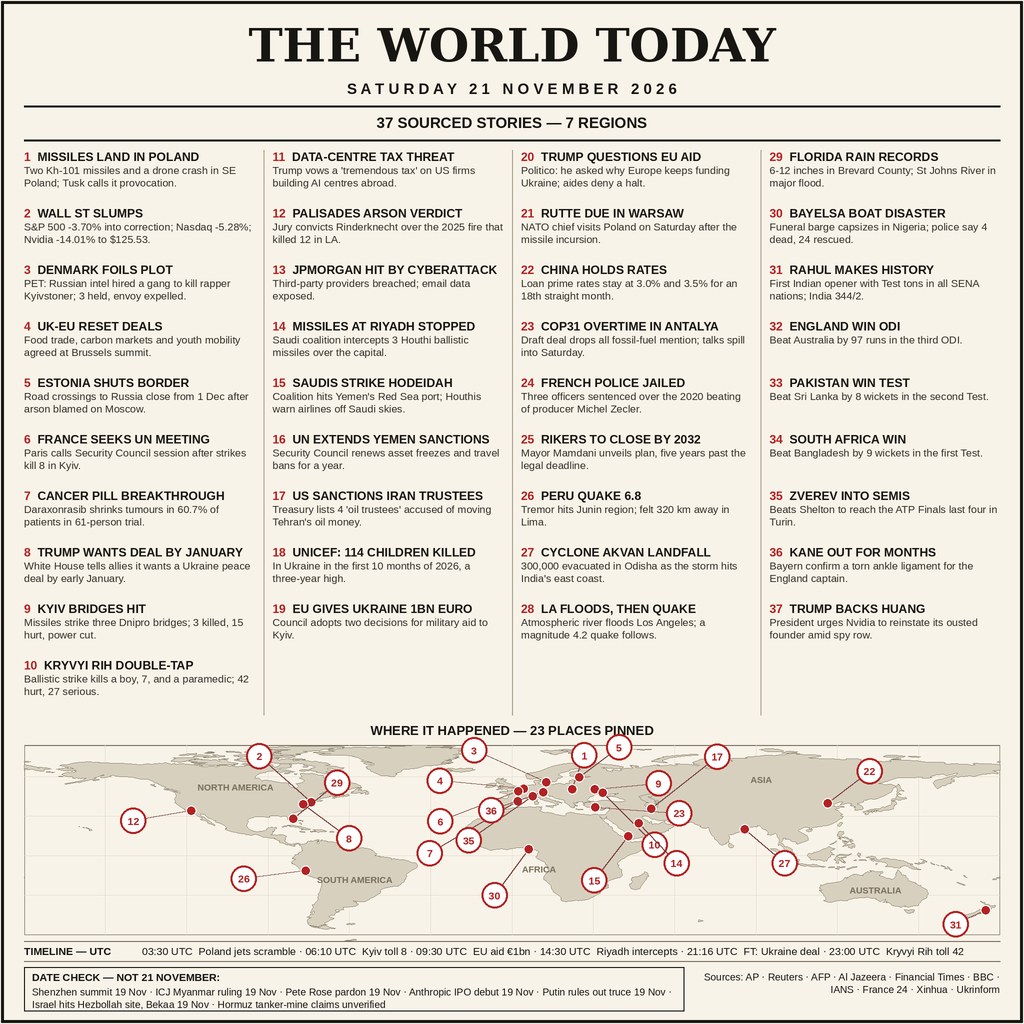 THE WORLD TODAY
SATURDAY 21 NOVEMBER 2026
37 SOURCED STORIES — 7 REGIONS
1 MISSILES LAND IN POLAND
Two Kh-101 missiles and a drone crash in SE
Poland; Tusk calls it provocation.
2 WALL ST SLUMPS
S&P 500 -3.70% into correction; Nasdaq -5.28%;
Nvidia -14.01% to $125.53.
3 DENMARK FOILS PLOT
PET: Russian intel hired a gang to kill rapper
Kyivstoner; 3 held, envoy expelled.
4 UK-EU RESET DEALS
Food trade, carbon markets and youth mobility
agreed at Brussels summit.
5 ESTONIA SHUTS BORDER
Road crossings to Russia close from 1 Dec after
arson blamed on Moscow.
6 FRANCE SEEKS UN MEETING
Paris calls Security Council session after strikes
kill 8 in Kyiv.
7 CANCER PILL BREAKTHROUGH
Daraxonrasib shrinks tumours in 60.7% of
patients in 61-person trial.
8 TRUMP WANTS DEAL BY JANUARY
White House tells allies it wants a Ukraine peace
deal by early January.
9 KYIV BRIDGES HIT
Missiles strike three Dnipro bridges; 3 killed, 15
hurt, power cut.
10 KRYVYI RIH DOUBLE-TAP
Ballistic strike kills a boy, 7, and a paramedic; 42
hurt, 27 serious.
11 DATA-CENTRE TAX THREAT
Trump vows a 'tremendous tax' on US firms
building AI centres abroad.
12 PALISADES ARSON VERDICT
Jury convicts Rinderknecht over the 2025 fire that
killed 12 in LA.
13 JPMORGAN HIT BY CYBERATTACK
Third-party providers breached; email data
exposed.
14 MISSILES AT RIYADH STOPPED
Saudi coalition intercepts 3 Houthi ballistic
missiles over the capital.
15 SAUDIS STRIKE HODEIDAH
Coalition hits Yemen's Red Sea port; Houthis
warn airlines off Saudi skies.
16 UN EXTENDS YEMEN SANCTIONS
Security Council renews asset freezes and travel
bans for a year.
17 US SANCTIONS IRAN TRUSTEES
Treasury lists 4 'oil trustees' accused of moving
Tehran's oil money.
18 UNICEF: 114 CHILDREN KILLED
In Ukraine in the first 10 months of 2026, a
three-year high.
19 EU GIVES UKRAINE 1BN EURO
Council adopts two decisions for military aid to
Kyiv.
20 TRUMP QUESTIONS EU AID
Politico: he asked why Europe keeps funding
Ukraine; aides deny a halt.
21 RUTTE DUE IN WARSAW
NATO chief visits Poland on Saturday after the
missile incursion.
22 CHINA HOLDS RATES
Loan prime rates stay at 3.0% and 3.5% for an
18th straight month.
23 COP31 OVERTIME IN ANTALYA
Draft deal drops all fossil-fuel mention; talks spill
into Saturday.
24 FRENCH POLICE JAILED
Three officers sentenced over the 2020 beating
of producer Michel Zecler.
25 RIKERS TO CLOSE BY 2032
Mayor Mamdani unveils plan, five years past the
legal deadline.
26 PERU QUAKE 6.8
Tremor hits Junin region; felt 320 km away in
Lima.
27 CYCLONE AKVAN LANDFALL
300,000 evacuated in Odisha as the storm hits
India's east coast.
28 LA FLOODS, THEN QUAKE
Atmospheric river floods Los Angeles; a
magnitude 4.2 quake follows.
29 FLORIDA RAIN RECORDS
6-12 inches in Brevard County; St Johns River in
major flood.
30 BAYELSA BOAT DISASTER
Funeral barge capsizes in Nigeria; police say 4
dead, 24 rescued.
31 RAHUL MAKES HISTORY
First Indian opener with Test tons in all SENA
nations; India 344/2.
32 ENGLAND WIN ODI
Beat Australia by 97 runs in the third ODI.
33 PAKISTAN WIN TEST
Beat Sri Lanka by 8 wickets in the second Test.
34 SOUTH AFRICA WIN
Beat Bangladesh by 9 wickets in the first Test.
35 ZVEREV INTO SEMIS
Beats Shelton to reach the ATP Finals last four in
Turin.
36 KANE OUT FOR MONTHS
Bayern confirm a torn ankle ligament for the
England captain.
37 TRUMP BACKS HUANG
President urges Nvidia to reinstate its ousted
founder amid spy row.
WHERE IT HAPPENED — 23 PLACES PINNED
2
3
1
5
17
29
4
9
22
NORTH AMERICA
ASIA
12
6
36
23
8
35
10
7
14
27
26
SOUTH AMERICA
AFRICA
15
30
AUSTRALIA
31
TIMELINE — UTC 03:30 UTC Poland jets scramble · 06:10 UTC Kyiv toll 8 · 09:30 UTC EU aid €1bn · 14:30 UTC Riyadh intercepts · 21:16 UTC FT: Ukraine deal · 23:00 UTC Kryvyi Rih toll 42
DATE CHECK — NOT 21 NOVEMBER:
Shenzhen summit 19 Nov · ICJ Myanmar ruling 19 Nov · Pete Rose pardon 19 Nov · Anthropic IPO debut 19 Nov · Putin rules out truce 19 Nov ·
Israel hits Hezbollah site, Bekaa 19 Nov · Hormuz tanker-mine claims unverified
Sources: AP · Reuters · AFP · Al Jazeera · Financial Times · BBC ·
IANS · France 24 · Xinhua · Ukrinform